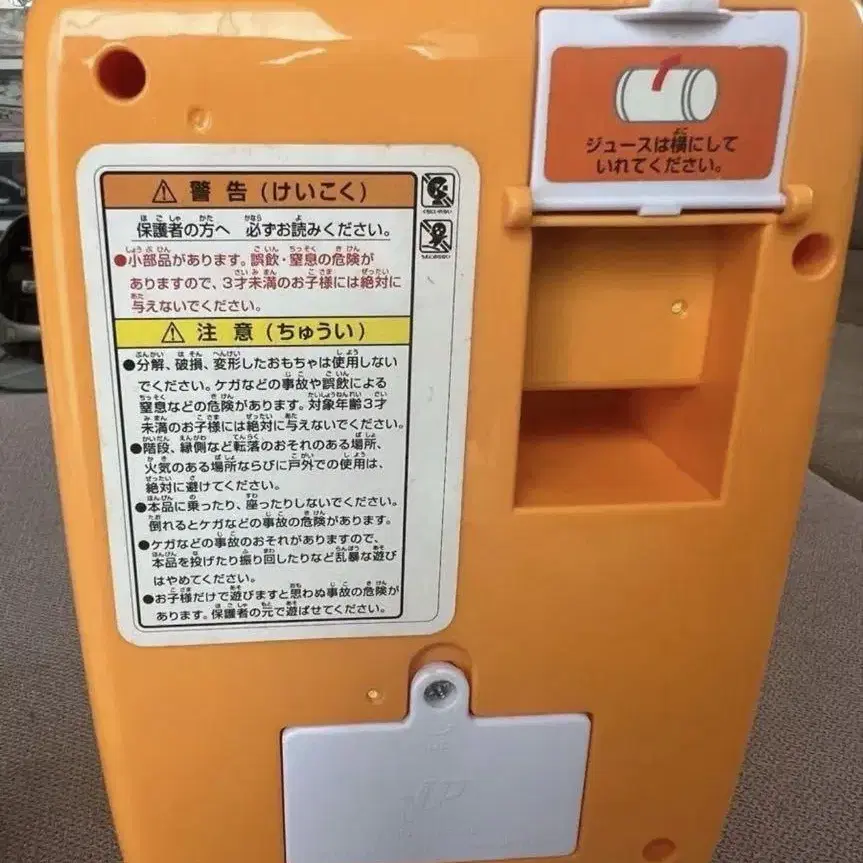 ジュースは横にして
いれてください。
警告(けいこく)
保護者の方へ 必ずお読みください。
●小部品があります。誤飲・窒息の危険が
ありますので、3才未満のお子様には絶対に
与えないでください。
注意(ちゅうい)
●分解、破損、変形したおもちゃは使用しない
でください。ケガなどの事故や誤飲による
窒息などの危険があります。対象年齢3才
未満のお子様には絶対に与えないでください。
●階段、縁側など転落のおそれのある場所、
火気のある場所ならびに戸外での使用は、
絶対に避けてください。
●本品に乗ったり、座ったりしないでください。
倒れるとケガなどの事故の危険があります。
●ケガなどの事故のおそれがありますので、
本品を投げたり振り回したりなど乱暴な遊び
はやめてください。
●お子様だけで遊びますと思わぬ事故の危険が
あります。保護者の元で遊ばせてください。